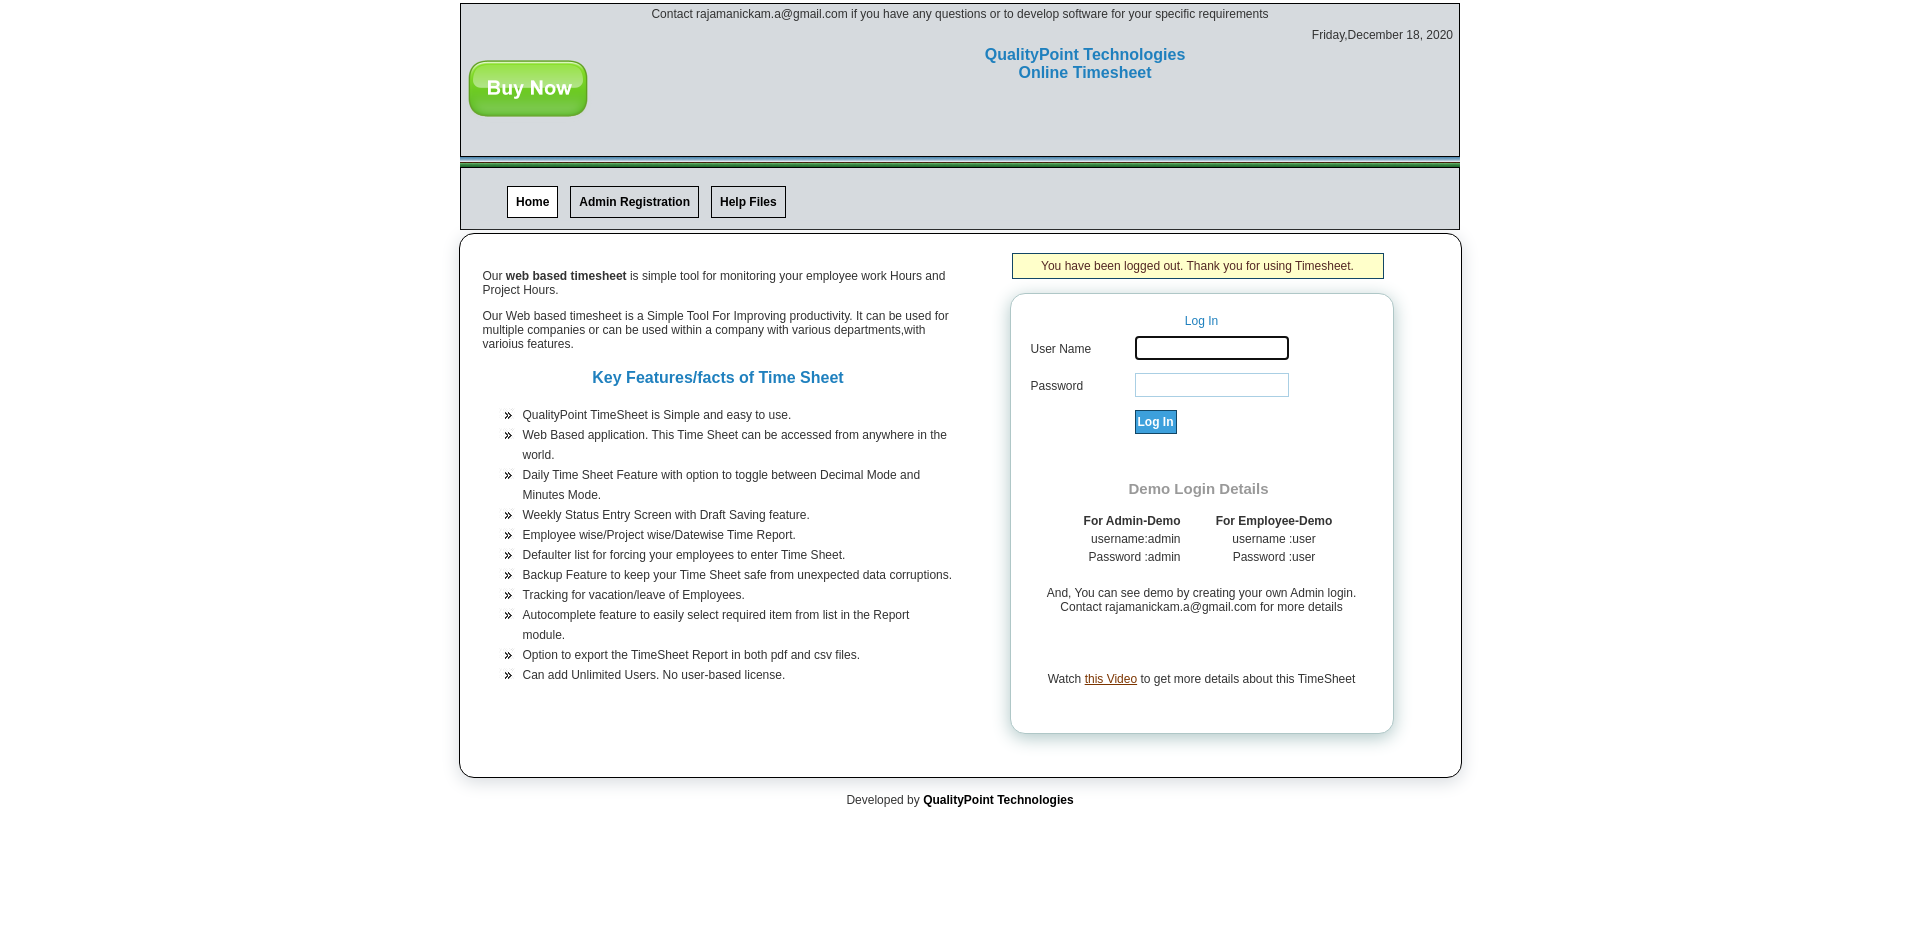 Contact rajamanickam.a@gmail.com if you have any questions or to develop software for your specific requirements
Friday,December 18, 2020
QualityPoint Technologies
Online Timesheet
Buy Now
Home
Admin Registration
Help Files
Our web based timesheet is simple tool for monitoring your employee work Hours and
Project Hours.
Our Web based timesheet is a Simple Tool For Improving productivity. It can be used for
multiple companies or can be used within a company with various departments,with
varioius features.
Key Features/facts of Time Sheet
QualityPoint TimeSheet is Simple and easy to use.
Web Based application. This Time Sheet can be accessed from anywhere in the
world.
Daily Time Sheet Feature with option to toggle between Decimal Mode and
Minutes Mode.
Weekly Status Entry Screen with Draft Saving feature.
Employee wise/Project wise/Datewise Time Report.
Defaulter list for forcing your employees to enter Time Sheet.
Backup Feature to keep your Time Sheet safe from unexpected data corruptions.
Tracking for vacation/leave of Employees.
Autocomplete feature to easily select required item from list in the Report
module.
Option to export the TimeSheet Report in both pdf and csv files.
Can add Unlimited Users. No user-based license.
You have been logged out. Thank you for using Timesheet.
Log In
User Name
Password
Log In
Demo Login Details
For Admin-Demo
For Employee-Demo
username:admin
username :user
Password :admin
Password :user
And, You can see demo by creating your own Admin login.
Contact rajamanickam.a@gmail.com for more details
Watch this Video to get more details about this TimeSheet
Developed by QualityPoint Technologies